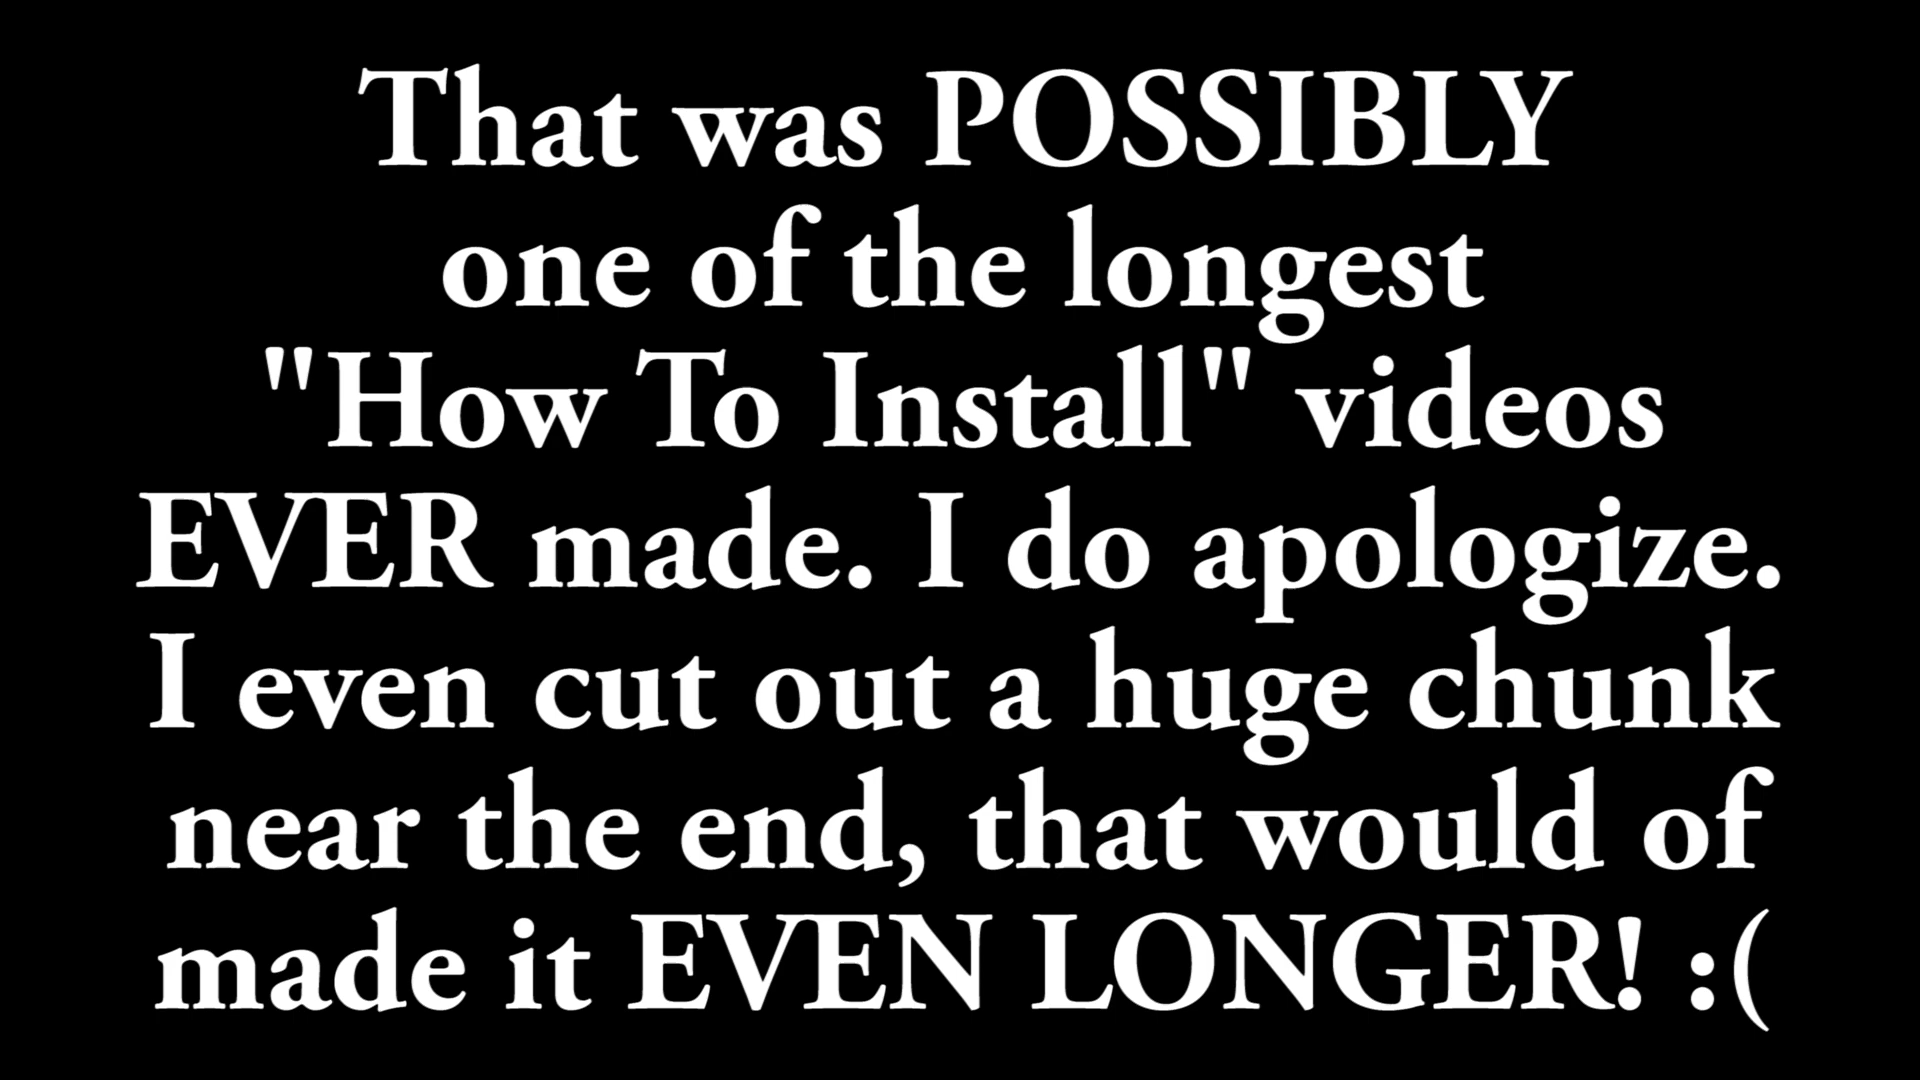 That was POSSIBLY
one of the longest
"How To Install" videos
EVER made. I do apologize.
I even cut out a huge chunk
near the end, that would of
made it EVEN LONGER! :(